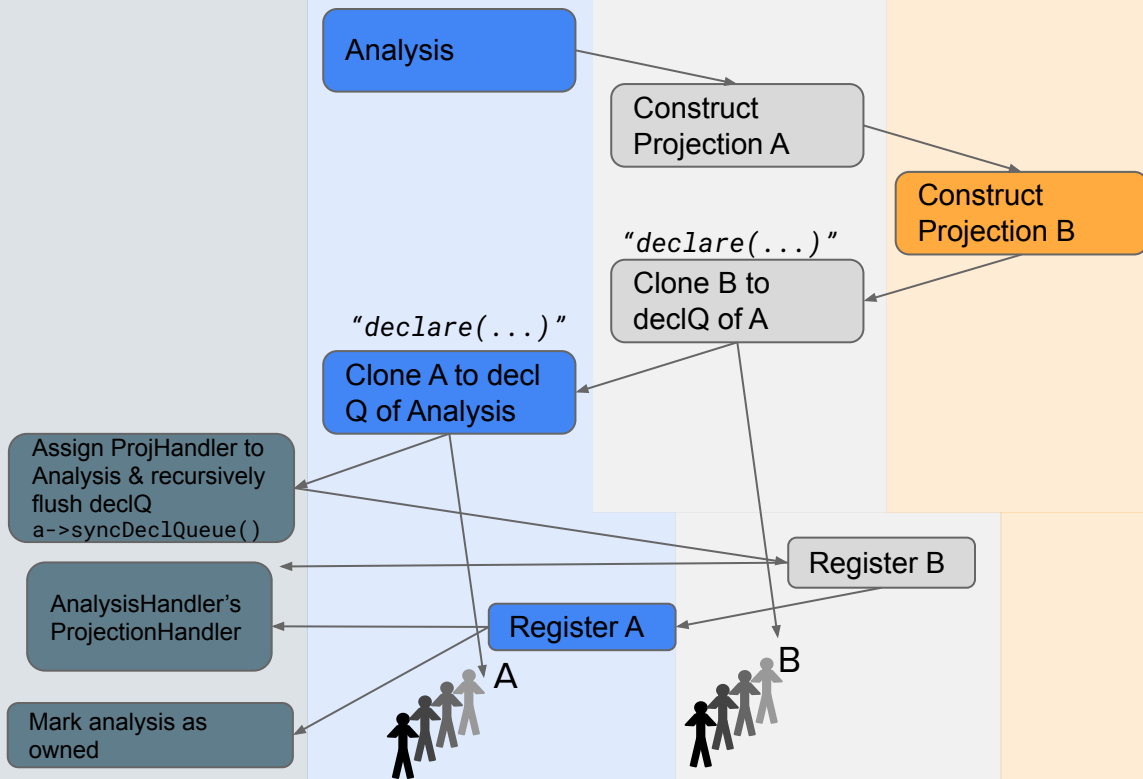 Analysis
Construct
Projection A
Construct
Projection B
“declare(...)”
Clone B to
declQ of A
“declare(...)”
Clone A to decl
Q of Analysis
Assign ProjHandler to
Analysis & recursively
flush declQ
a->syncDeclQueue()
Register B
AnalysisHandler’s
ProjectionHandler
Register A
A
B
Mark analysis as
owned